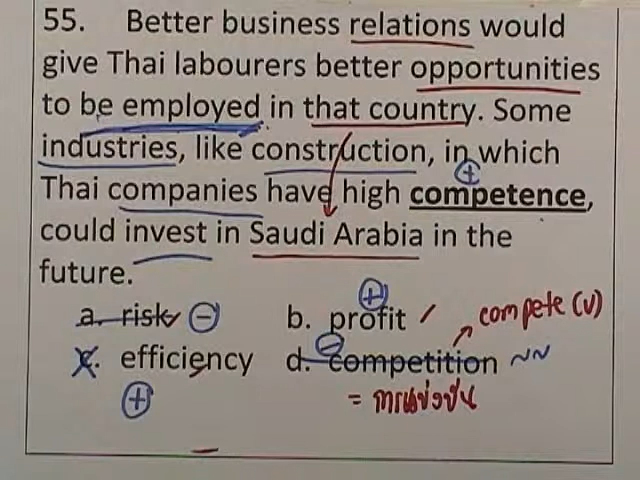 55. Better business relations would
give Thai labourers better opportunities
to be employed in that country. Some
industries, like construction, in which
Thai companies have high competence,
could invest in Saudi Arabia in the
future.
a. risk
b. profit
compete (v)
c. efficiency
d. competition
= การแข่งขัน